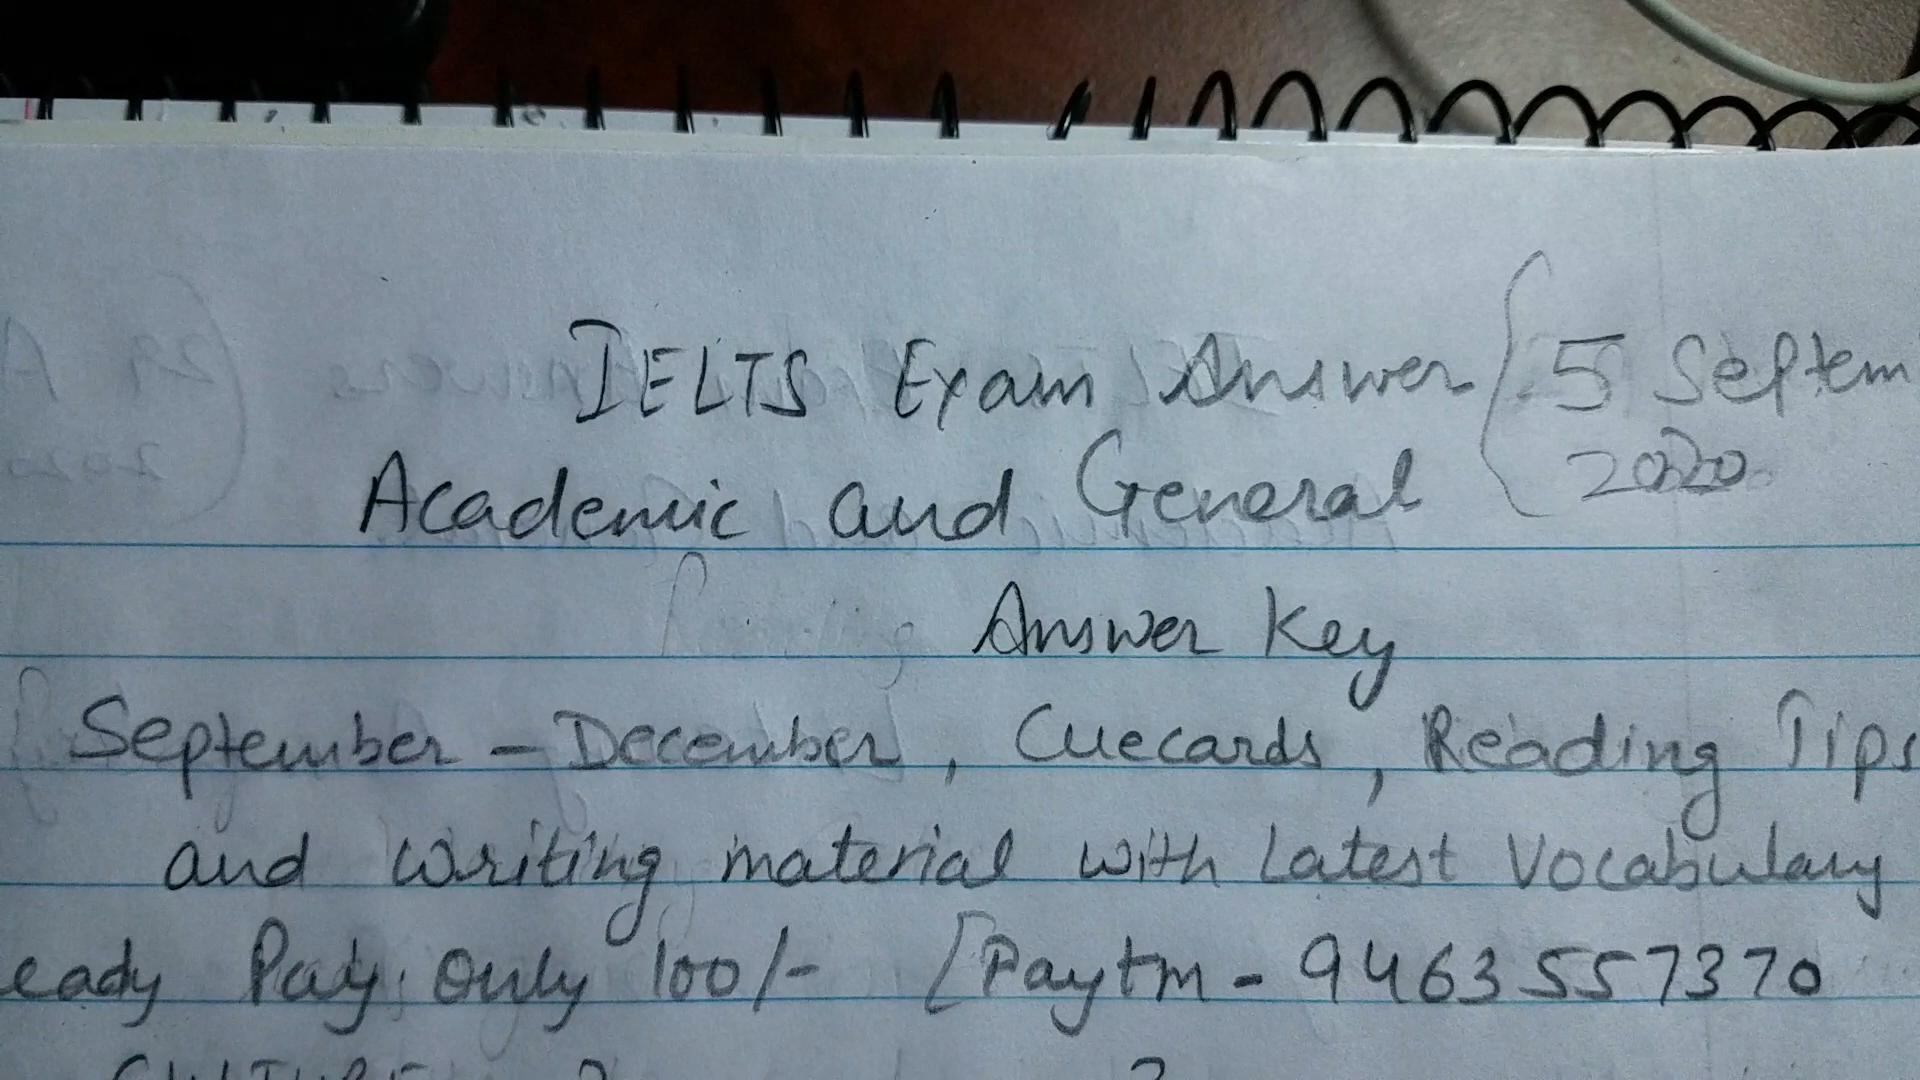 IELTS Exam Answer { 5 Septem
2020
Academic and General
Answer Key
September - December, Cuecards, Reading Tips
and Writing material with Latest Vocabulary
eady Pay Only 100/- [Paytm - 9463557370
CULTURE